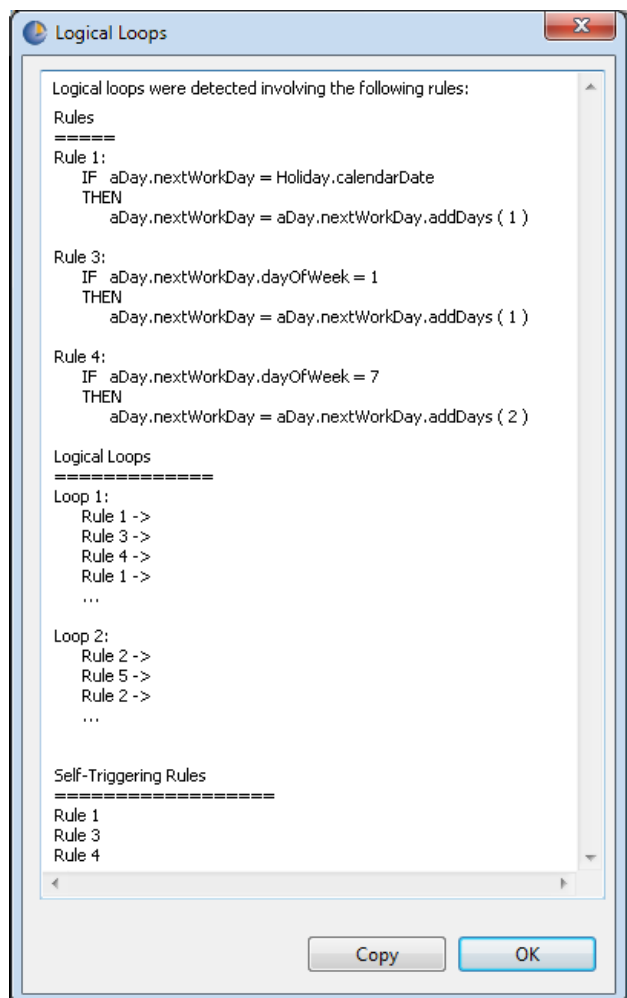 Logical Loops
Logical loops were detected involving the following rules:
Rules
=====
Rule 1:
IF aDay.nextWorkDay = Holiday.calendarDate
THEN
aDay.nextWorkDay = aDay.nextWorkDay.addDays ( 1 )
Rule 3:
IF aDay.nextWorkDay.dayOfWeek = 1
THEN
aDay.nextWorkDay = aDay.nextWorkDay.addDays ( 1 )
Rule 4:
IF aDay.nextWorkDay.dayOfWeek = 7
THEN
aDay.nextWorkDay = aDay.nextWorkDay.addDays ( 2 )
Logical Loops
=============
Loop 1:
Rule 1 ->
Rule 3 ->
Rule 4 ->
Rule 1 ->
...
Loop 2:
Rule 2 ->
Rule 5 ->
Rule 2 ->
...
Self-Triggering Rules
==================
Rule 1
Rule 3
Rule 4
Copy OK